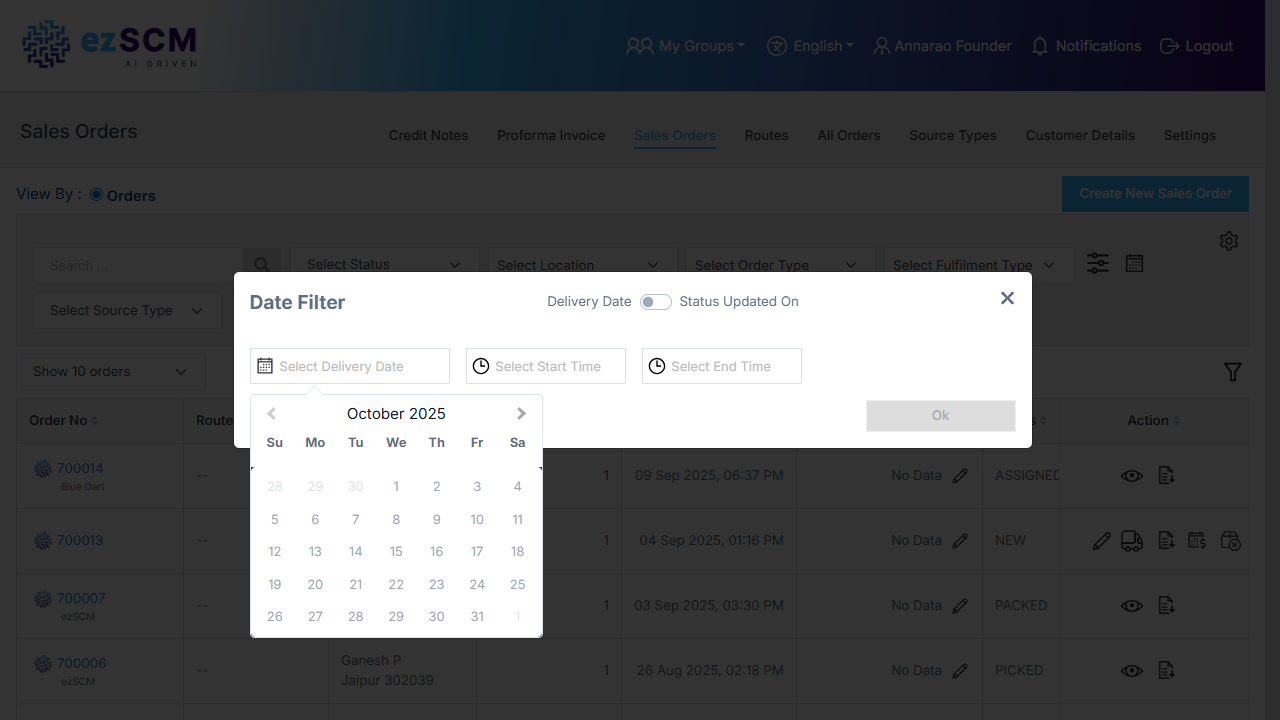 ezSCM
AI DRIVEN
My Groups
English
Annarao Founder
Notifications
Logout
Sales Orders
Credit Notes
Proforma Invoice
Sales Orders
Routes
All Orders
Source Types
Customer Details
Settings
View By :
Orders
Create New Sales Order
Search ...
Select Status
Select Location
Select Order Type
Select Fulfilment Type
Select Source Type
Date Filter
Delivery Date
Status Updated On
Select Delivery Date
Select Start Time
Select End Time
Ok
Show 10 orders
October 2025
Su Mo Tu We Th Fr Sa
28 29 30 1 2 3 4
5 6 7 8 9 10 11
12 13 14 15 16 17 18
19 20 21 22 23 24 25
26 27 28 29 30 31 1
Order No
Route
Action
700014
Blue Dart
--
1
09 Sep 2025, 06:37 PM
No Data
ASSIGNED
700013
--
1
04 Sep 2025, 01:16 PM
No Data
NEW
700007
ezSCM
--
1
03 Sep 2025, 03:30 PM
No Data
PACKED
700006
ezSCM
--
Ganesh P
Jaipur 302039
1
26 Aug 2025, 02:18 PM
No Data
PICKED